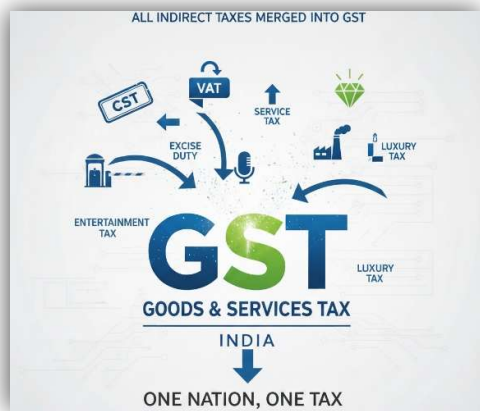 ALL INDIRECT TAXES MERGED INTO GST
CST
VAT
SERVICE
TAX
EXCISE
DUTY
LUXURY
TAX
ENTERTAINMENT
TAX
GST
LUXURY
TAX
GOODS & SERVICES TAX
INDIA
ONE NATION, ONE TAX